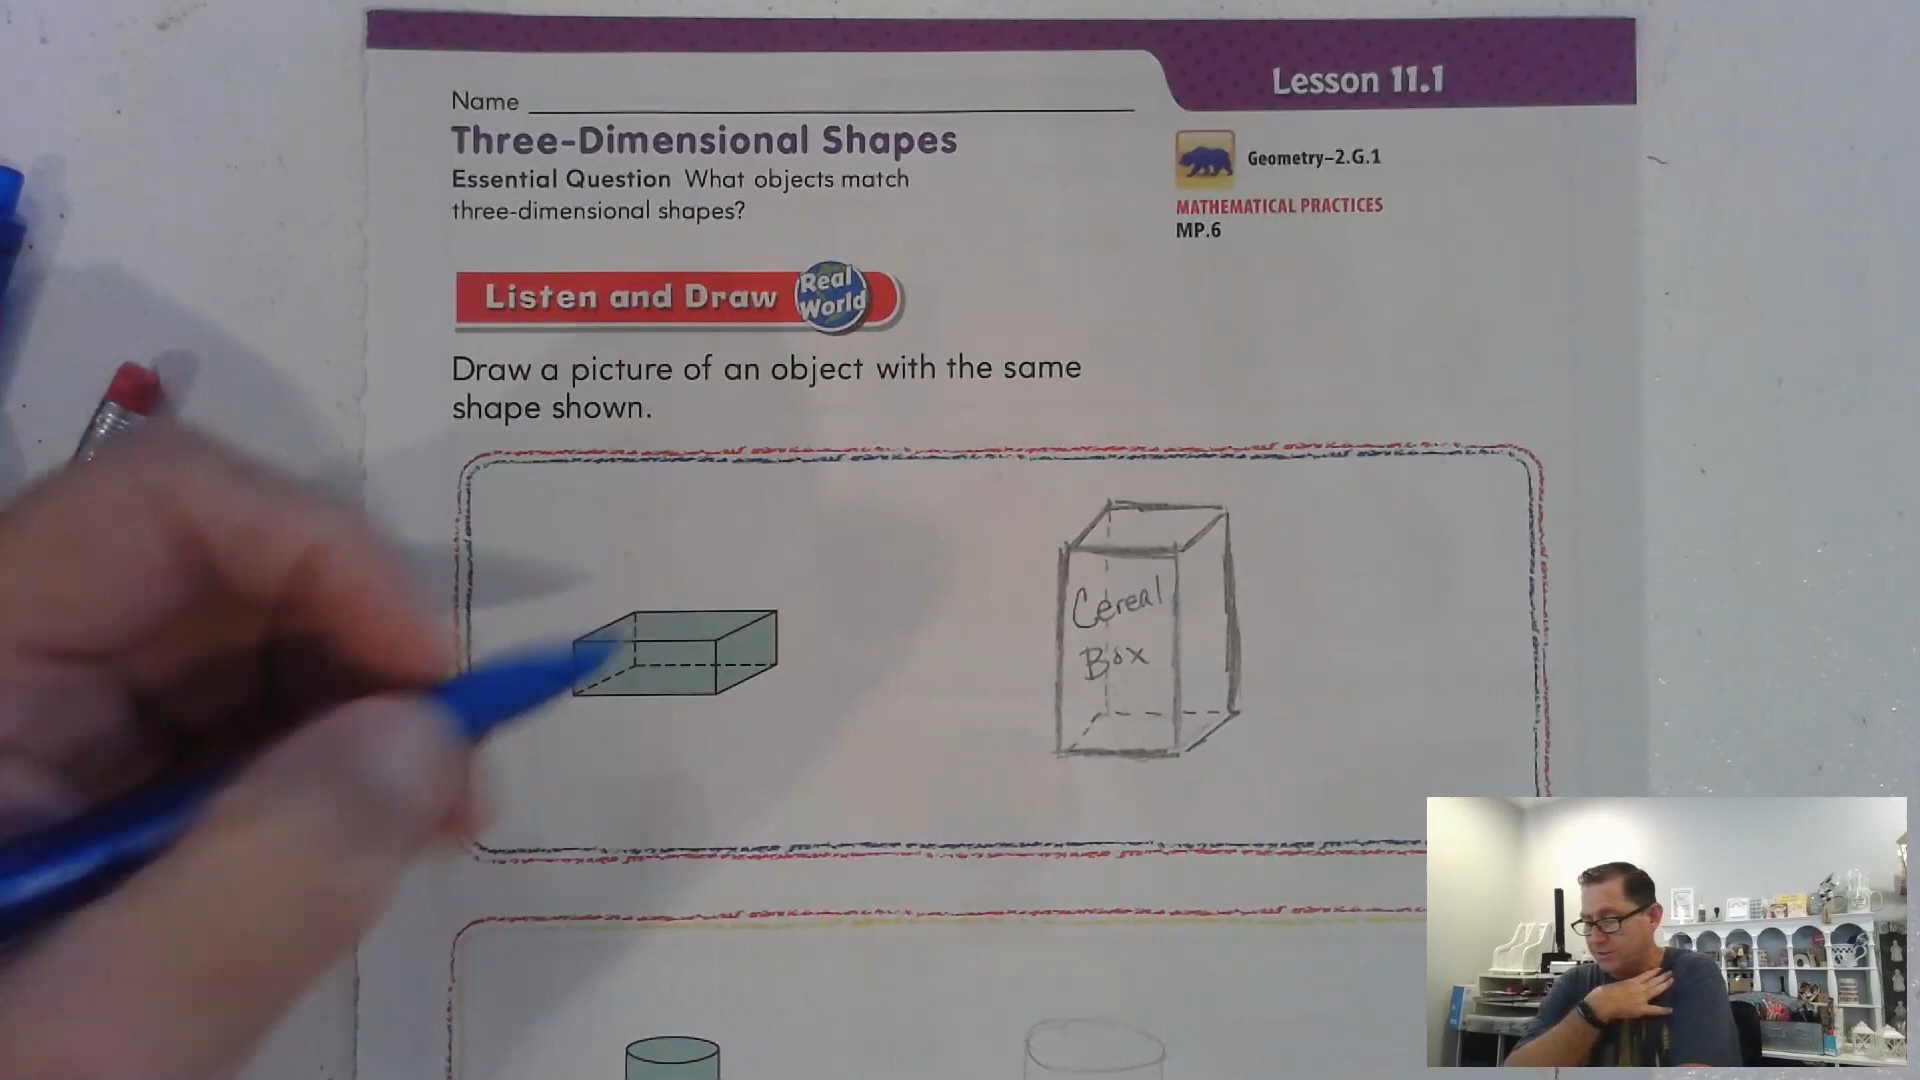 Lesson 11.1
Name
Three-Dimensional Shapes
Essential Question What objects match
three-dimensional shapes?
Geometry–2.G.1
MATHEMATICAL PRACTICES
MP.6
Listen and Draw
Real
World
Draw a picture of an object with the same
shape shown.
Cereal
Box